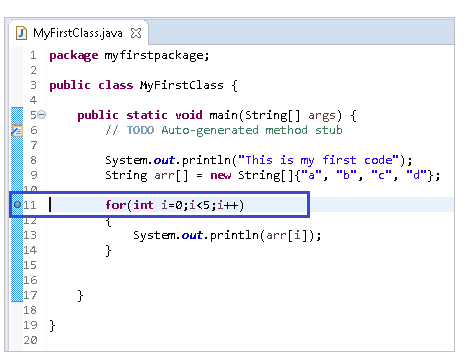 MyFirstClass.java
1 package myfirstpackage;
2
3 public class MyFirstClass {
4
5 public static void main(String[] args) {
6 // TODO Auto-generated method stub
7
8 System.out.println("This is my first code");
9 String arr[] = new String[]{"a", "b", "c", "d"};
10
11 for(int i=0;i<5;i++)
12 {
13 System.out.println(arr[i]);
14 }
15
16
17 }
18
19 }
20